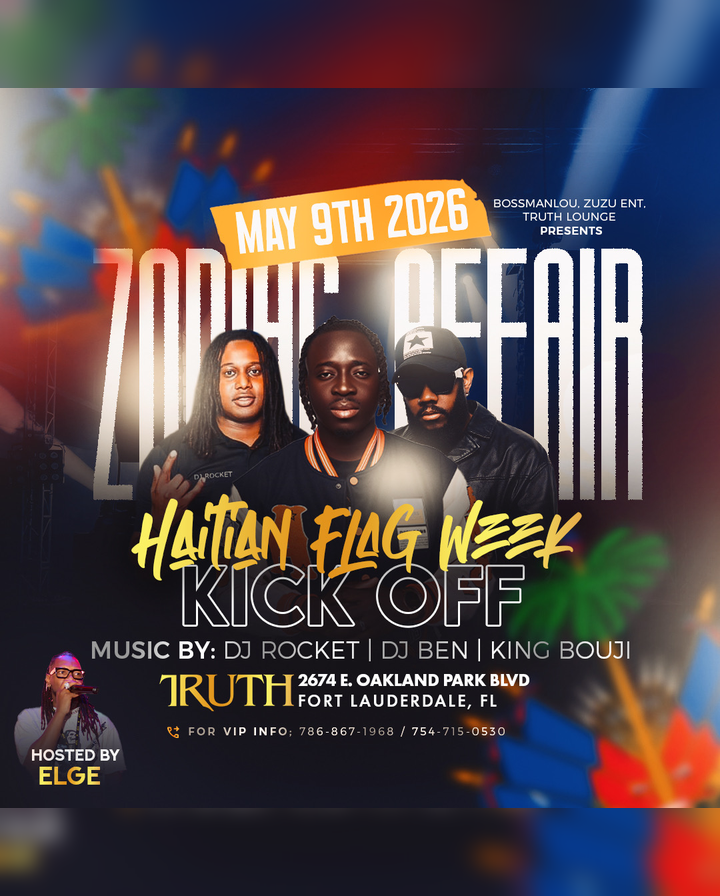 MAY 9TH 2026
BOSSMANLOU, ZUZU ENT,
TRUTH LOUNGE
PRESENTS
ZODIAC AFFAIR
DJ ROCKET
HAITIAN FLAG WEEK
KICK OFF
MUSIC BY: DJ ROCKET | DJ BEN | KING BOUJI
TRUTH
2674 E. OAKLAND PARK BLVD
FORT LAUDERDALE, FL
FOR VIP INFO; 786-867-1968 / 754-715-0530
HOSTED BY
ELGE